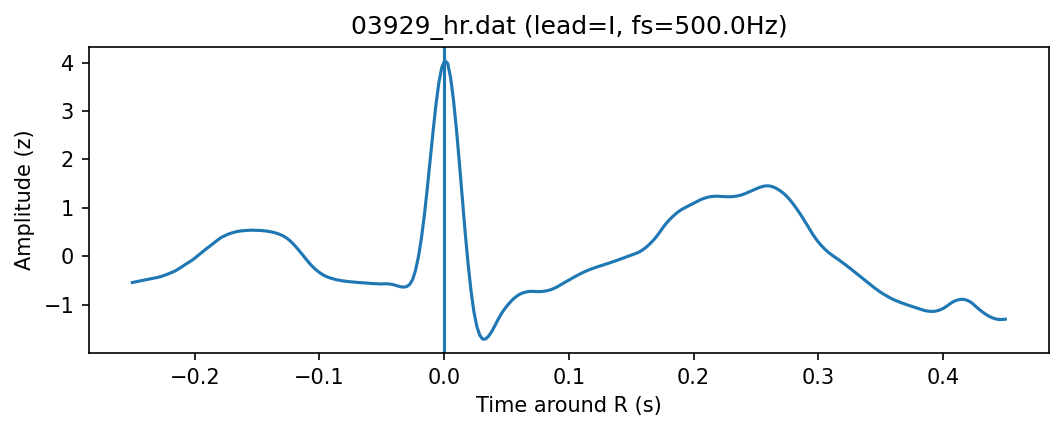 03929_hr.dat (lead=I, fs=500.0Hz)
Amplitude (z)
4
3
2
1
0
−1
−0.2 −0.1 0.0 0.1 0.2 0.3 0.4
Time around R (s)